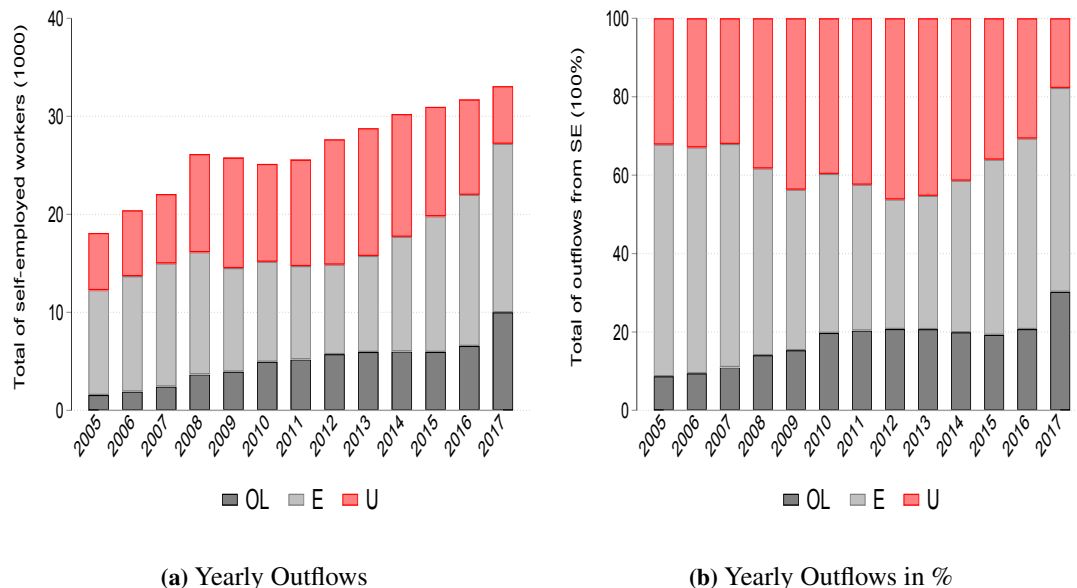 Total of self-employed workers (1000)
40
30
20
10
0
2005 2006 2007 2008 2009 2010 2011 2012 2013 2014 2015 2016 2017
OL E U
(a) Yearly Outflows
Total of outflows from SE (100%)
100
80
60
40
20
0
2005 2006 2007 2008 2009 2010 2011 2012 2013 2014 2015 2016 2017
OL E U
(b) Yearly Outflows in %